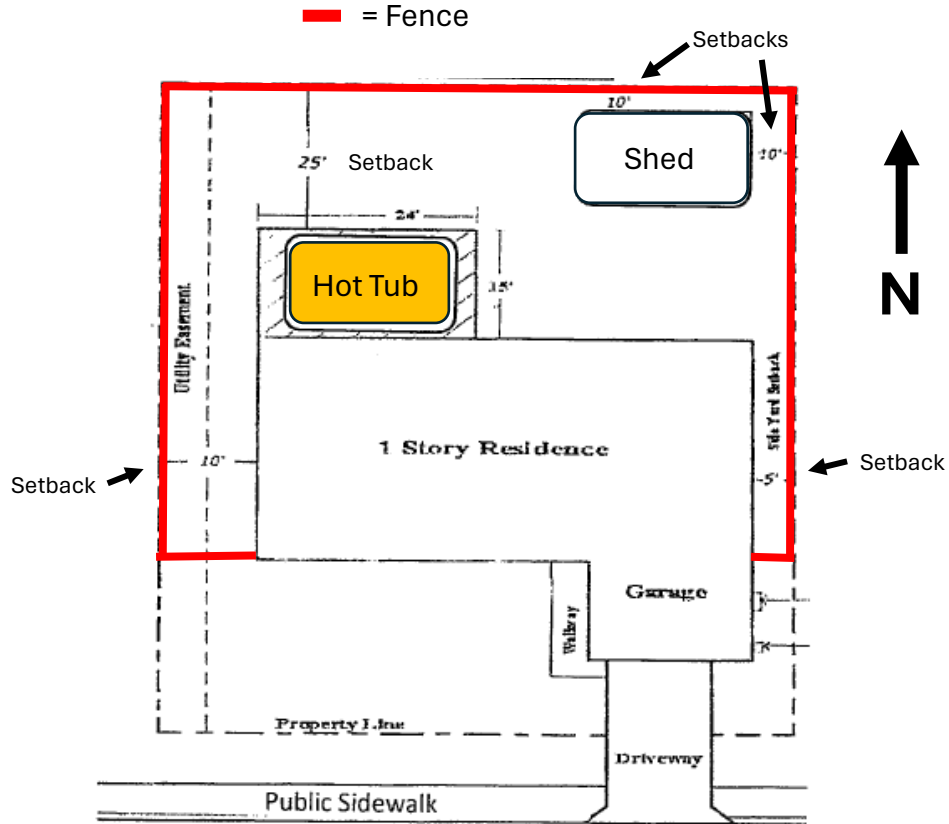 = Fence
Setbacks
10'
Shed
10'
25'
Setback
24'
Hot Tub
15'
N
Utility Easement
Side Yard Setback
1 Story Residence
10'
Setback
Setback
5'
Garage
Walkway
Property Line
Driveway
Public Sidewalk